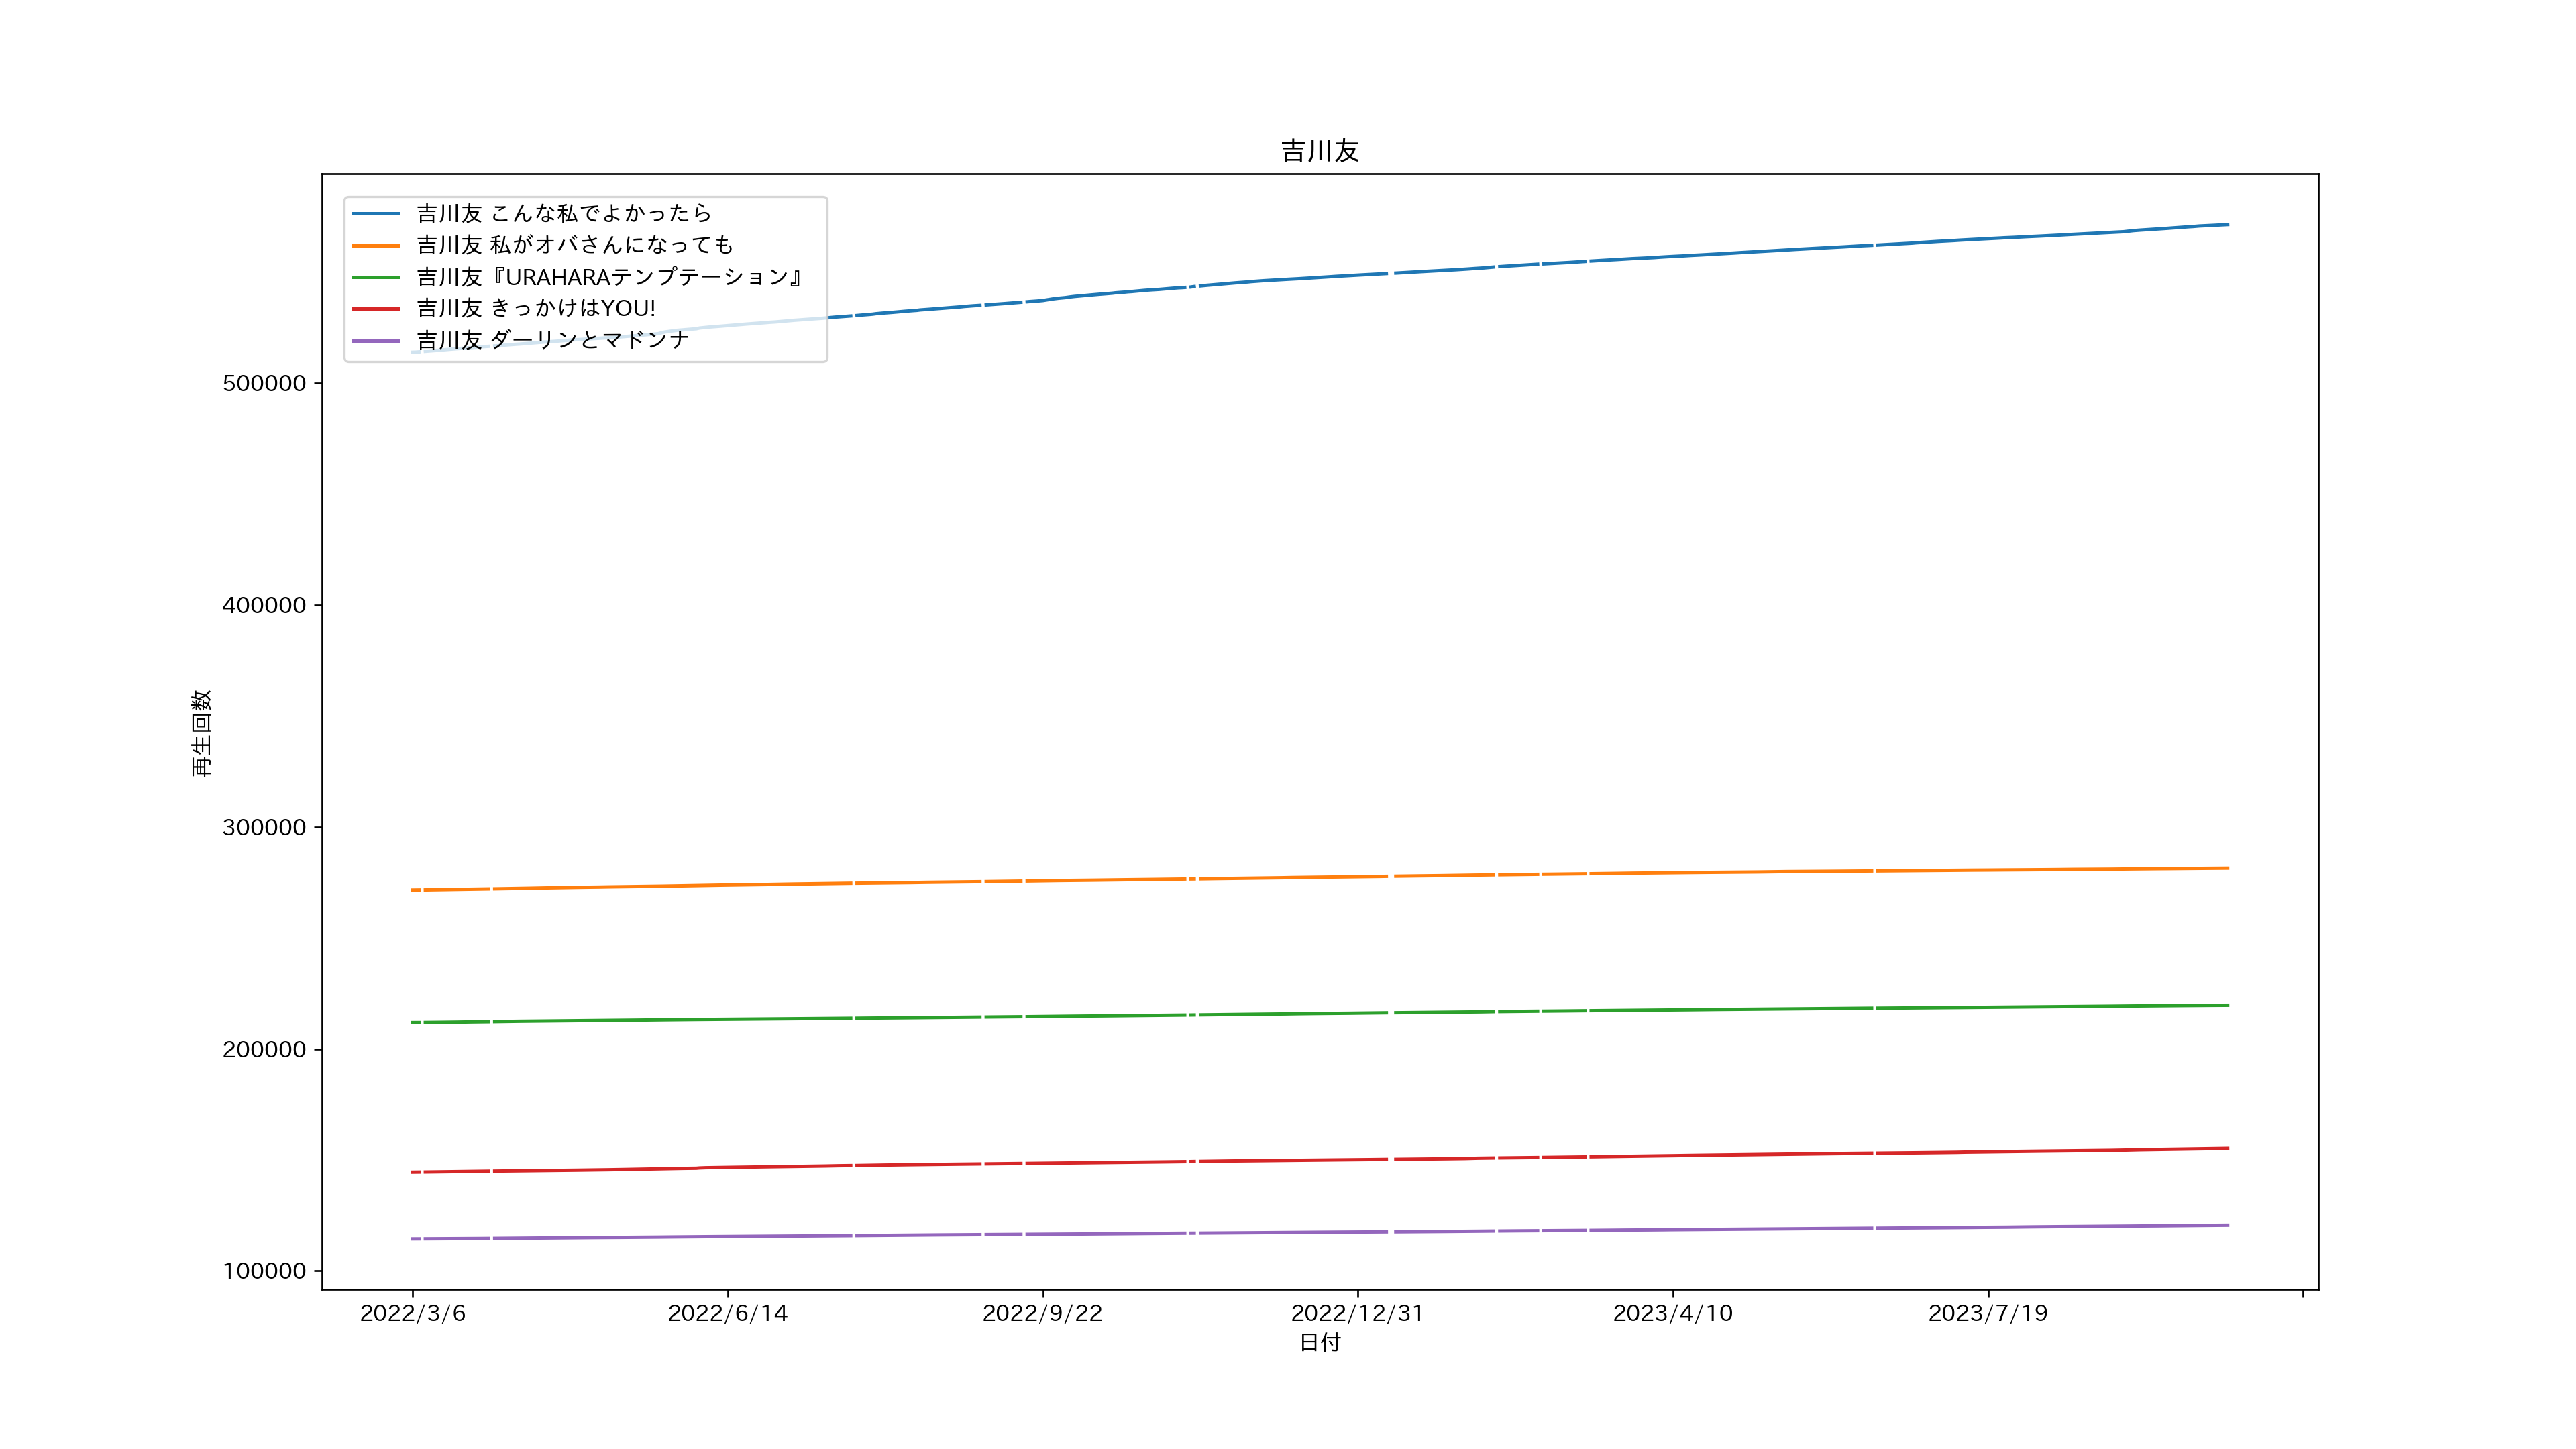 吉川友
吉川友 こんな私でよかったら
吉川友 私がオバさんになっても
吉川友『URAHARAテンプテーション』
吉川友 きっかけはYOU!
吉川友 ダーリンとマドンナ
再生回数
500000
400000
300000
200000
100000
2022/3/6
2022/6/14
2022/9/22
2022/12/31
2023/4/10
2023/7/19
日付